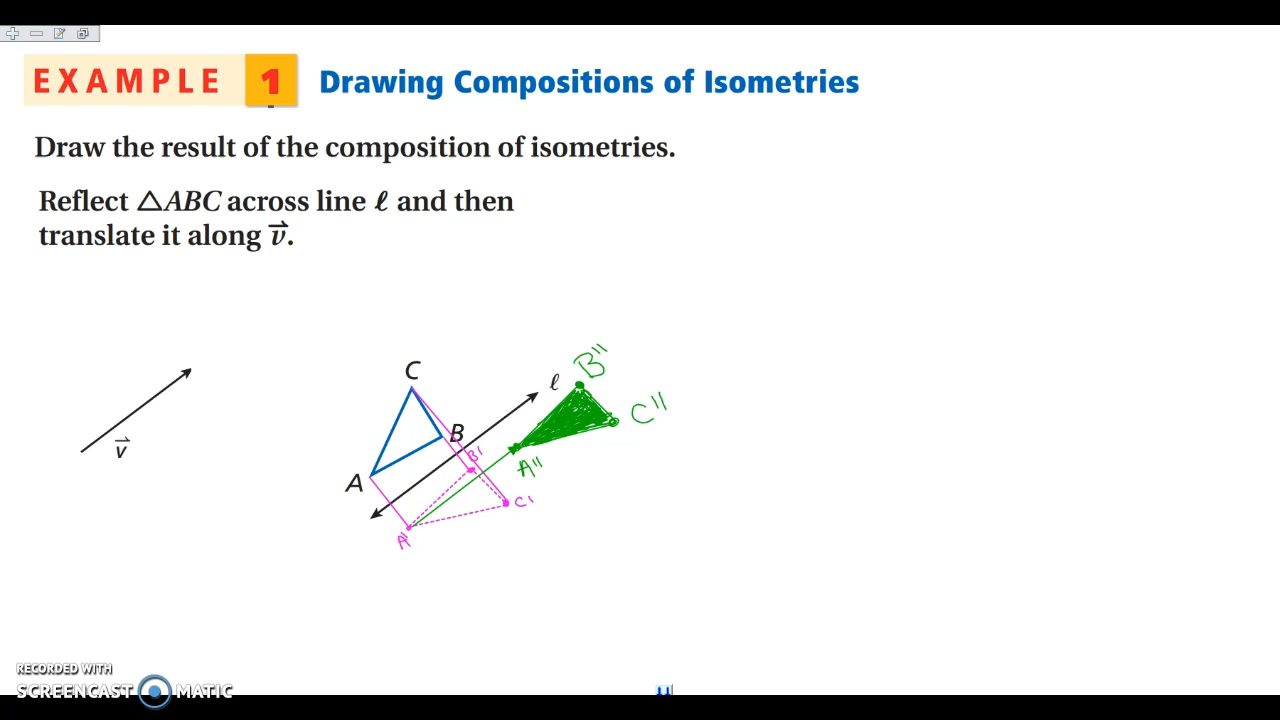 EXAMPLE 1 Drawing Compositions of Isometries
Draw the result of the composition of isometries.
Reflect △ABC across line ℓ and then
translate it along v⃗.
B''
C
ℓ
C''
B
v⃗
B'
A''
A
C'
A'
RECORDED WITH
SCREENCAST MATIC